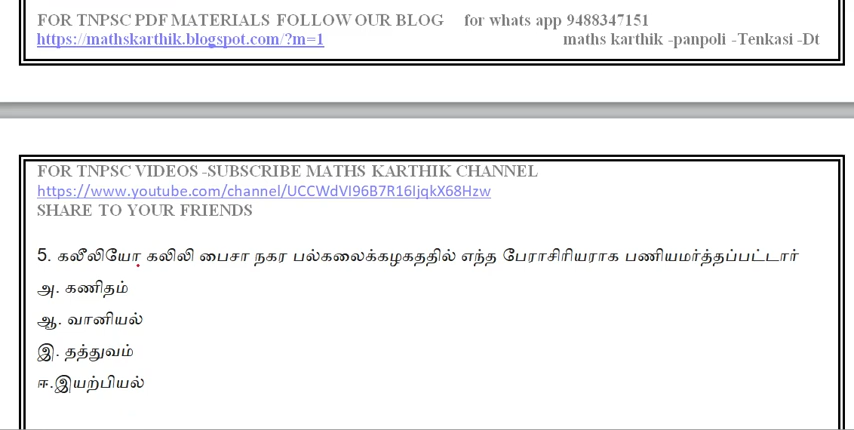 FOR TNPSC PDF MATERIALS FOLLOW OUR BLOG for whats app 9488347151
https://mathskarthik.blogspot.com/?m=1 maths karthik -panpoli -Tenkasi -Dt
FOR TNPSC VIDEOS -SUBSCRIBE MATHS KARTHIK CHANNEL
https://www.youtube.com/channel/UCCWdVI96B7R16IjqkX68Hzw
SHARE TO YOUR FRIENDS
5. கலீலியோ கலிலி பைசா நகர பல்கலைக்கழகததில் எந்த பேராசிரியராக பணியமர்த்தப்பட்டார்
அ. கணிதம்
ஆ. வானியல்
இ. தத்துவம்
ஈ.இயற்பியல்